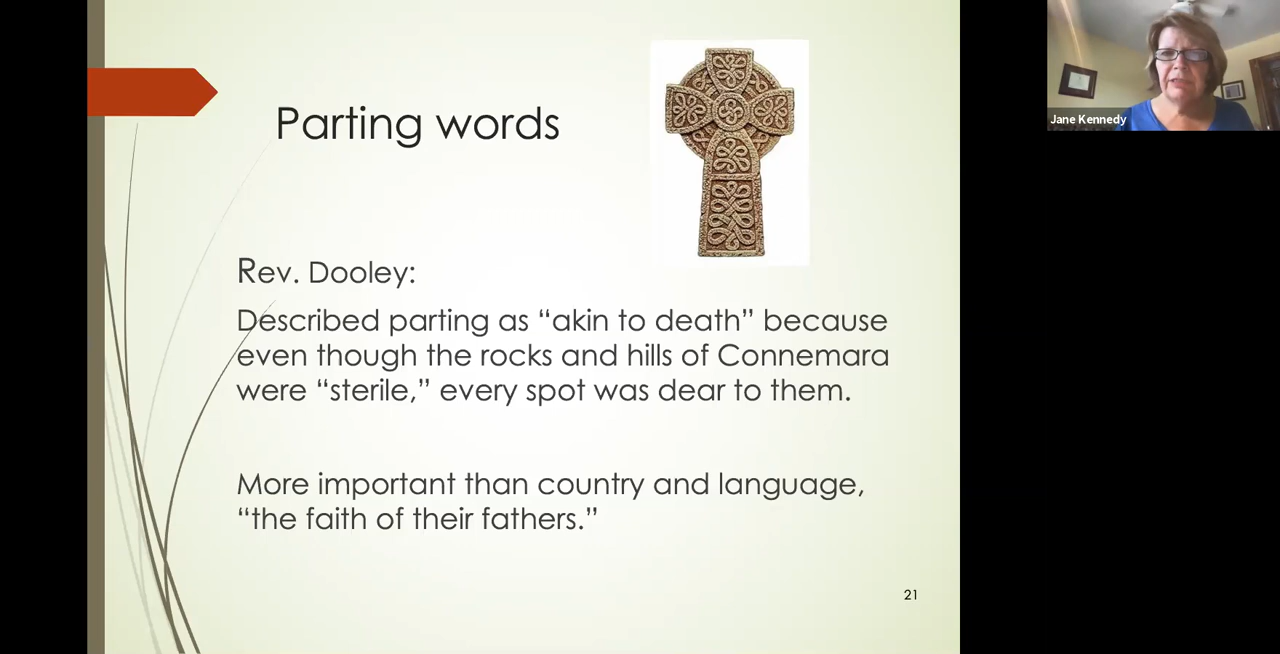 Parting words
Rev. Dooley:
Described parting as “akin to death” because
even though the rocks and hills of Connemara
were “sterile,” every spot was dear to them.
More important than country and language,
“the faith of their fathers.”
21
Jane Kennedy